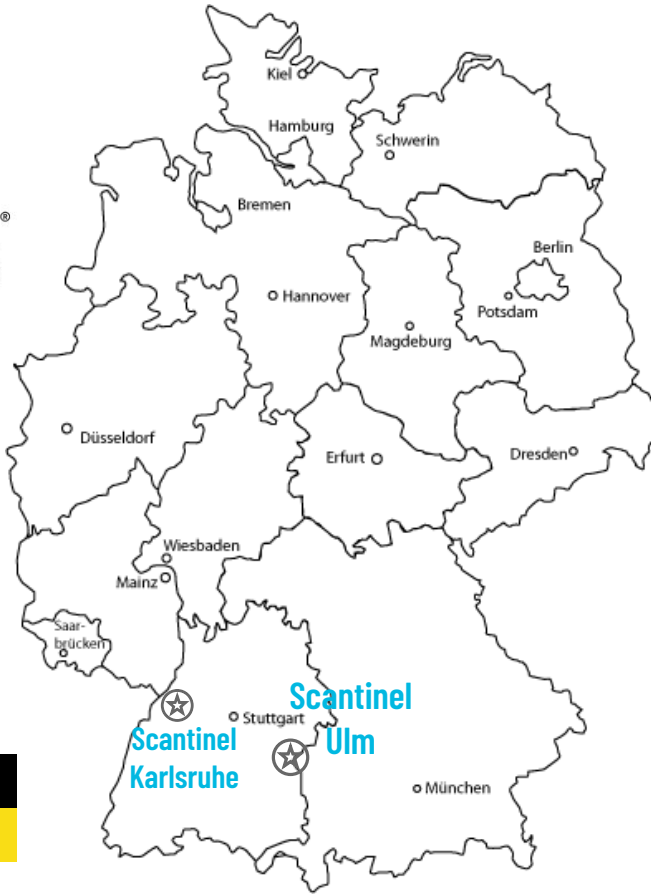 Kiel
Hamburg
Schwerin
®
Bremen
Berlin
Hannover
Potsdam
Magdeburg
Düsseldorf
Erfurt
Dresden
Wiesbaden
Mainz
Saar-
brücken
Scantinel
Ulm
Stuttgart
Scantinel
Karlsruhe
München